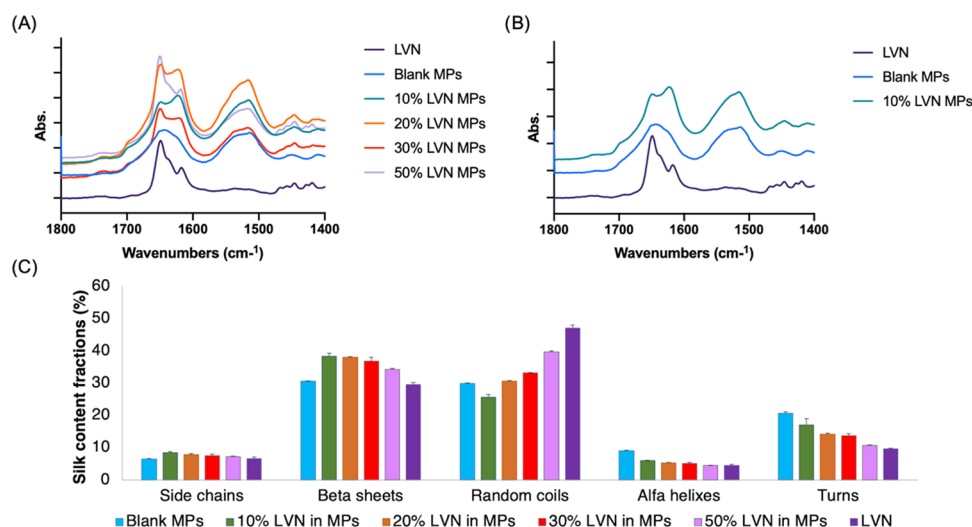 (A)
Abs.
1800
1700
1600
1500
1400
Wavenumbers (cm-1)
LVN
Blank MPs
10% LVN MPs
20% LVN MPs
30% LVN MPs
50% LVN MPs
(B)
Abs.
1800
1700
1600
1500
1400
Wavenumbers (cm-1)
LVN
Blank MPs
10% LVN MPs
(C)
Silk content fractions (%)
60
50
40
30
20
10
0
Side chains
Beta sheets
Random coils
Alfa helixes
Turns
Blank MPs
10% LVN in MPs
20% LVN in MPs
30% LVN in MPs
50% LVN in MPs
LVN